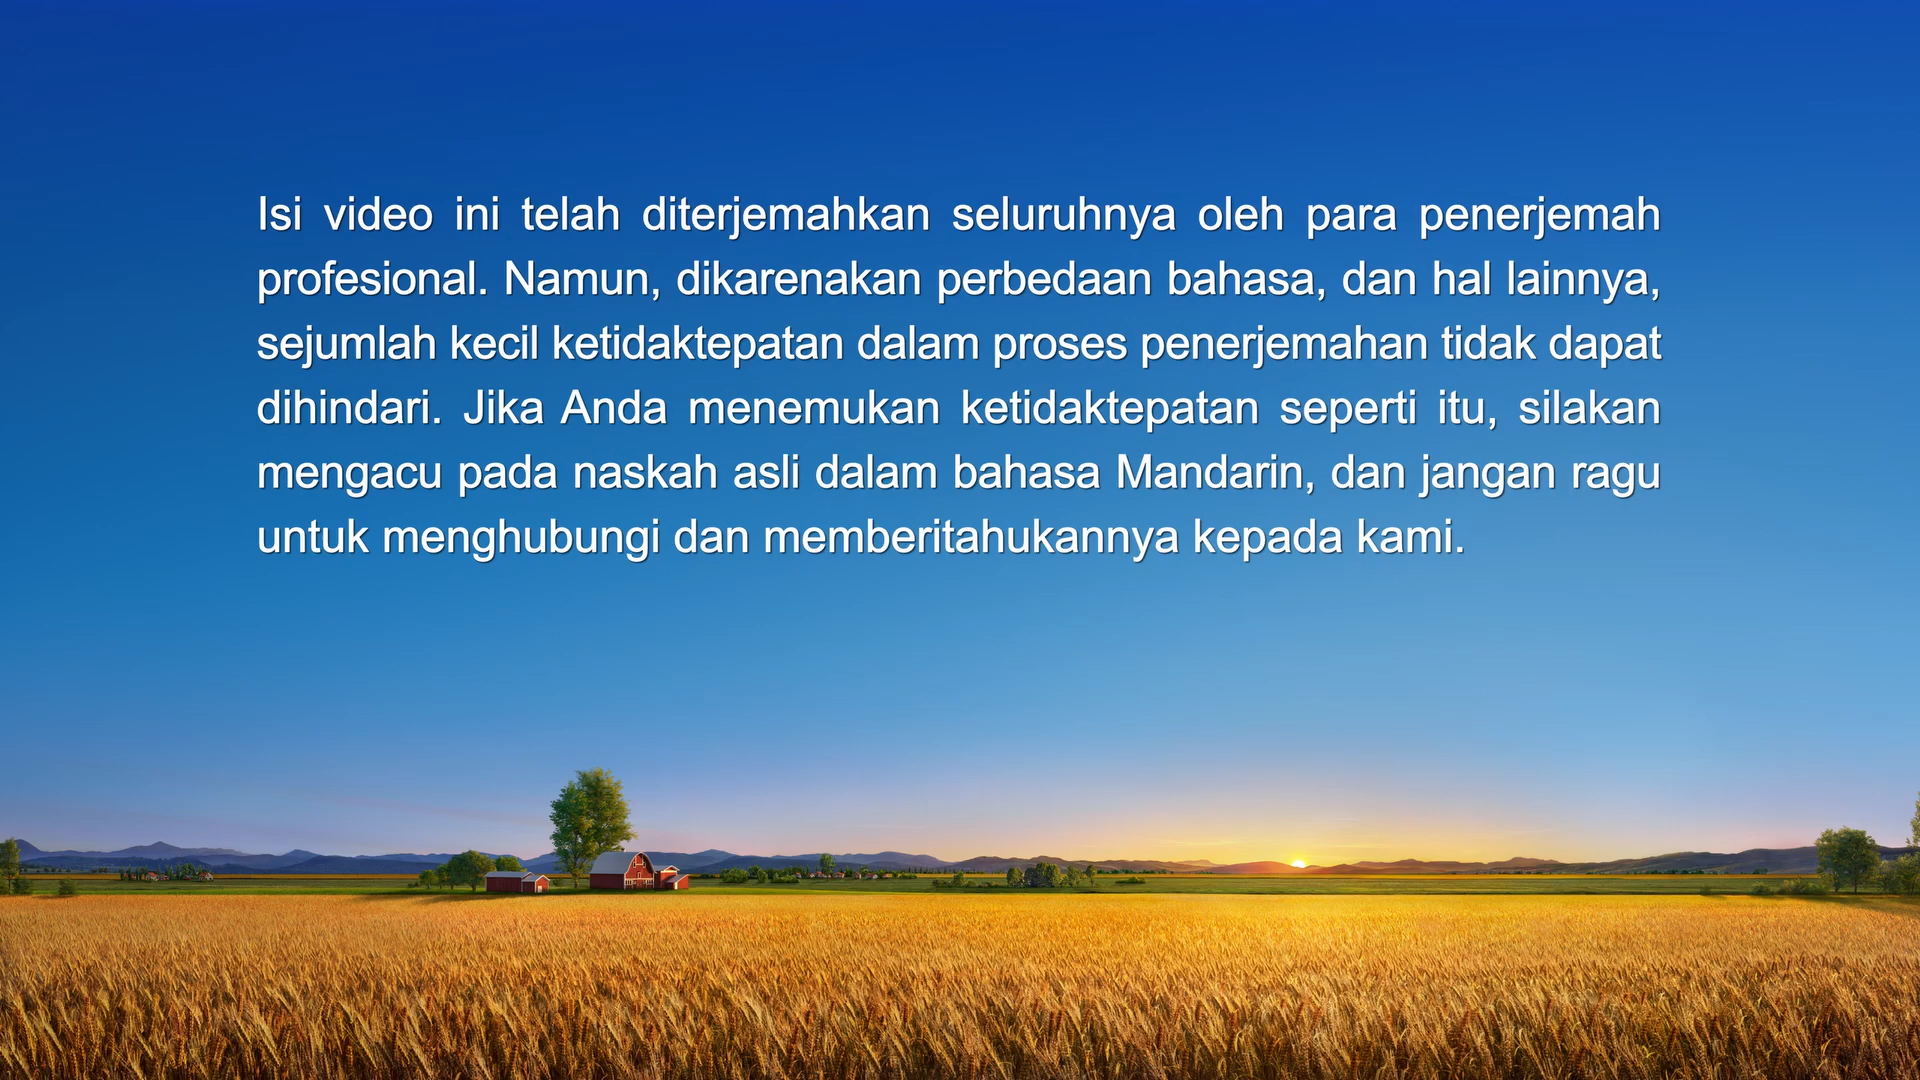 Isi video ini telah diterjemahkan seluruhnya oleh para penerjemah
profesional. Namun, dikarenakan perbedaan bahasa, dan hal lainnya,
sejumlah kecil ketidaktepatan dalam proses penerjemahan tidak dapat
dihindari. Jika Anda menemukan ketidaktepatan seperti itu, silakan
mengacu pada naskah asli dalam bahasa Mandarin, dan jangan ragu
untuk menghubungi dan memberitahukannya kepada kami.